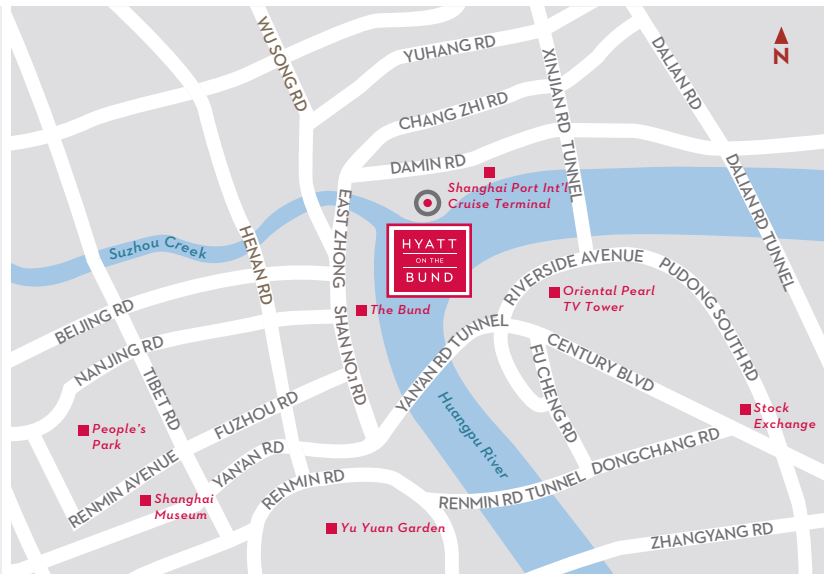 WU SONG RD
YUHANG RD
XINJIAN RD TUNNEL
DALIAN RD
N
CHANG ZHI RD
DAMIN RD
Shanghai Port Int'l
Cruise Terminal
DALIAN RD TUNNEL
EAST ZHONG SHAN NO.1 RD
Suzhou Creek
HENAN RD
HYATT
ON THE
BUND
RIVERSIDE AVENUE
PUDONG SOUTH RD
Oriental Pearl
TV Tower
BEIJING RD
The Bund
NANJING RD
YAN'AN RD TUNNEL
CENTURY BLVD
FU CHENG RD
TIBET RD
Huangpu River
FUZHOU RD
Stock
Exchange
People's
Park
RENMIN AVENUE
YAN'AN RD
DONGCHANG RD
RENMIN RD
RENMIN RD TUNNEL
Shanghai
Museum
Yu Yuan Garden
ZHANGYANG RD